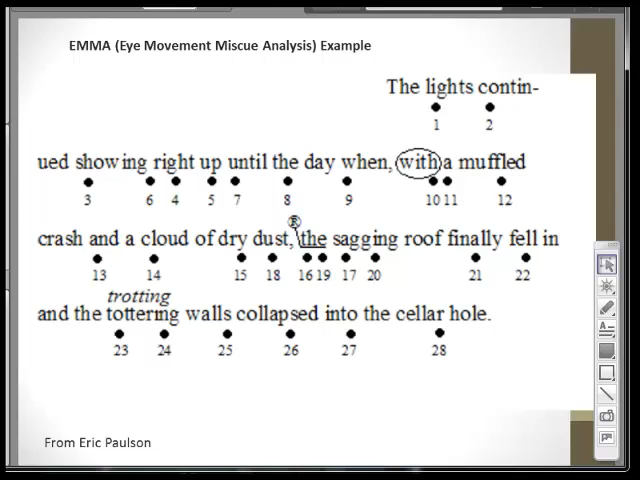 EMMA (Eye Movement Miscue Analysis) Example
The lights contin-
1 2
ued showing right up until the day when, with a muffled
3 6 4 5 7 8 9 10 11 12
R
crash and a cloud of dry dust, the sagging roof finally fell in
13 14 15 18 16 19 17 20 21 22
trotting
and the tottering walls collapsed into the cellar hole.
23 24 25 26 27 28
From Eric Paulson